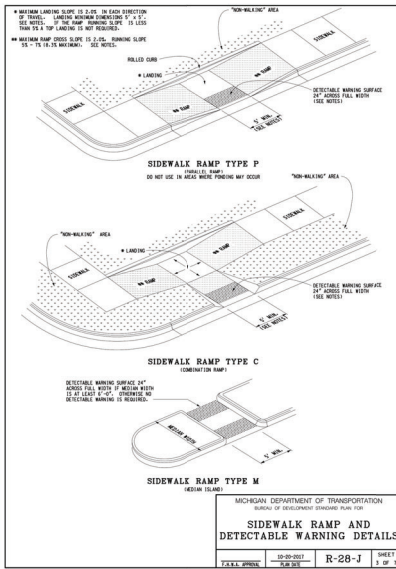 * MAXIMUM LANDING SLOPE IS 2.0% IN EACH DIRECTION
OF TRAVEL. LANDING MINIMUM DIMENSIONS 5' x 5'.
SEE NOTES. IF THE RAMP RUNNING SLOPE IS LESS
THAN 5% A TOP LANDING IS NOT REQUIRED.
** MAXIMUM RAMP CROSS SLOPE IS 2.0%. RUNNING SLOPE
5% - 7% (8.3% MAXIMUM). SEE NOTES.
"NON-WALKING" AREA
ROLLED CURB
* LANDING
SIDEWALK
** RAMP
** RAMP
SIDEWALK
DETECTABLE WARNING SURFACE
24" ACROSS FULL WIDTH
(SEE NOTES)
5' MIN.
(SEE NOTES)
SIDEWALK RAMP TYPE P
(PARALLEL RAMP)
DO NOT USE IN AREAS WHERE PONDING MAY OCCUR
"NON-WALKING" AREA
"NON-WALKING" AREA
SIDEWALK
* LANDING
** RAMP
SIDEWALK
** RAMP
DETECTABLE WARNING SURFACE
24" ACROSS FULL WIDTH
(SEE NOTES)
5' MIN.
(SEE NOTES)
SIDEWALK RAMP TYPE C
(COMBINATION RAMP)
DETECTABLE WARNING SURFACE 24"
ACROSS FULL WIDTH IF MEDIAN WIDTH
IS AT LEAST 6'-0". OTHERWISE NO
DETECTABLE WARNING IS REQUIRED.
MEDIAN WIDTH
5' MIN.
SIDEWALK RAMP TYPE M
(MEDIAN ISLAND)
MICHIGAN DEPARTMENT OF TRANSPORTATION
BUREAU OF DEVELOPMENT STANDARD PLAN FOR
SIDEWALK RAMP AND
DETECTABLE WARNING DETAILS
F.H.W.A. APPROVAL
10-20-2017
PLAN DATE
R-28-J
SHEET
3 OF